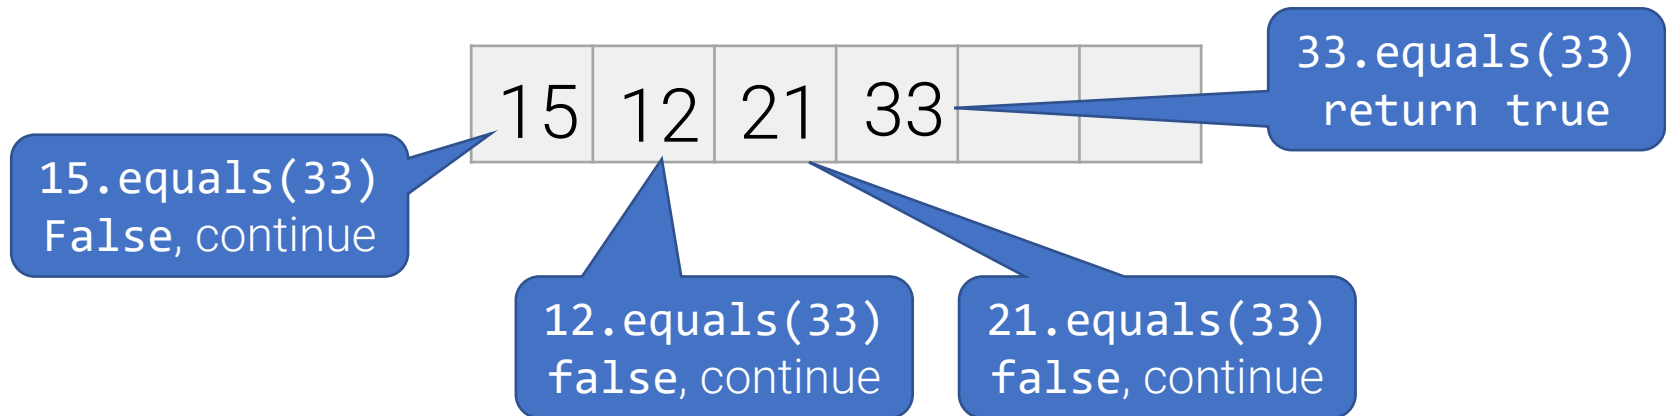 15 12 21 33
33.equals(33)
return true
15.equals(33)
False, continue
12.equals(33)
false, continue
21.equals(33)
false, continue